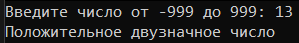 Введите число от -999 до 999: 13
Положительное двузначное число